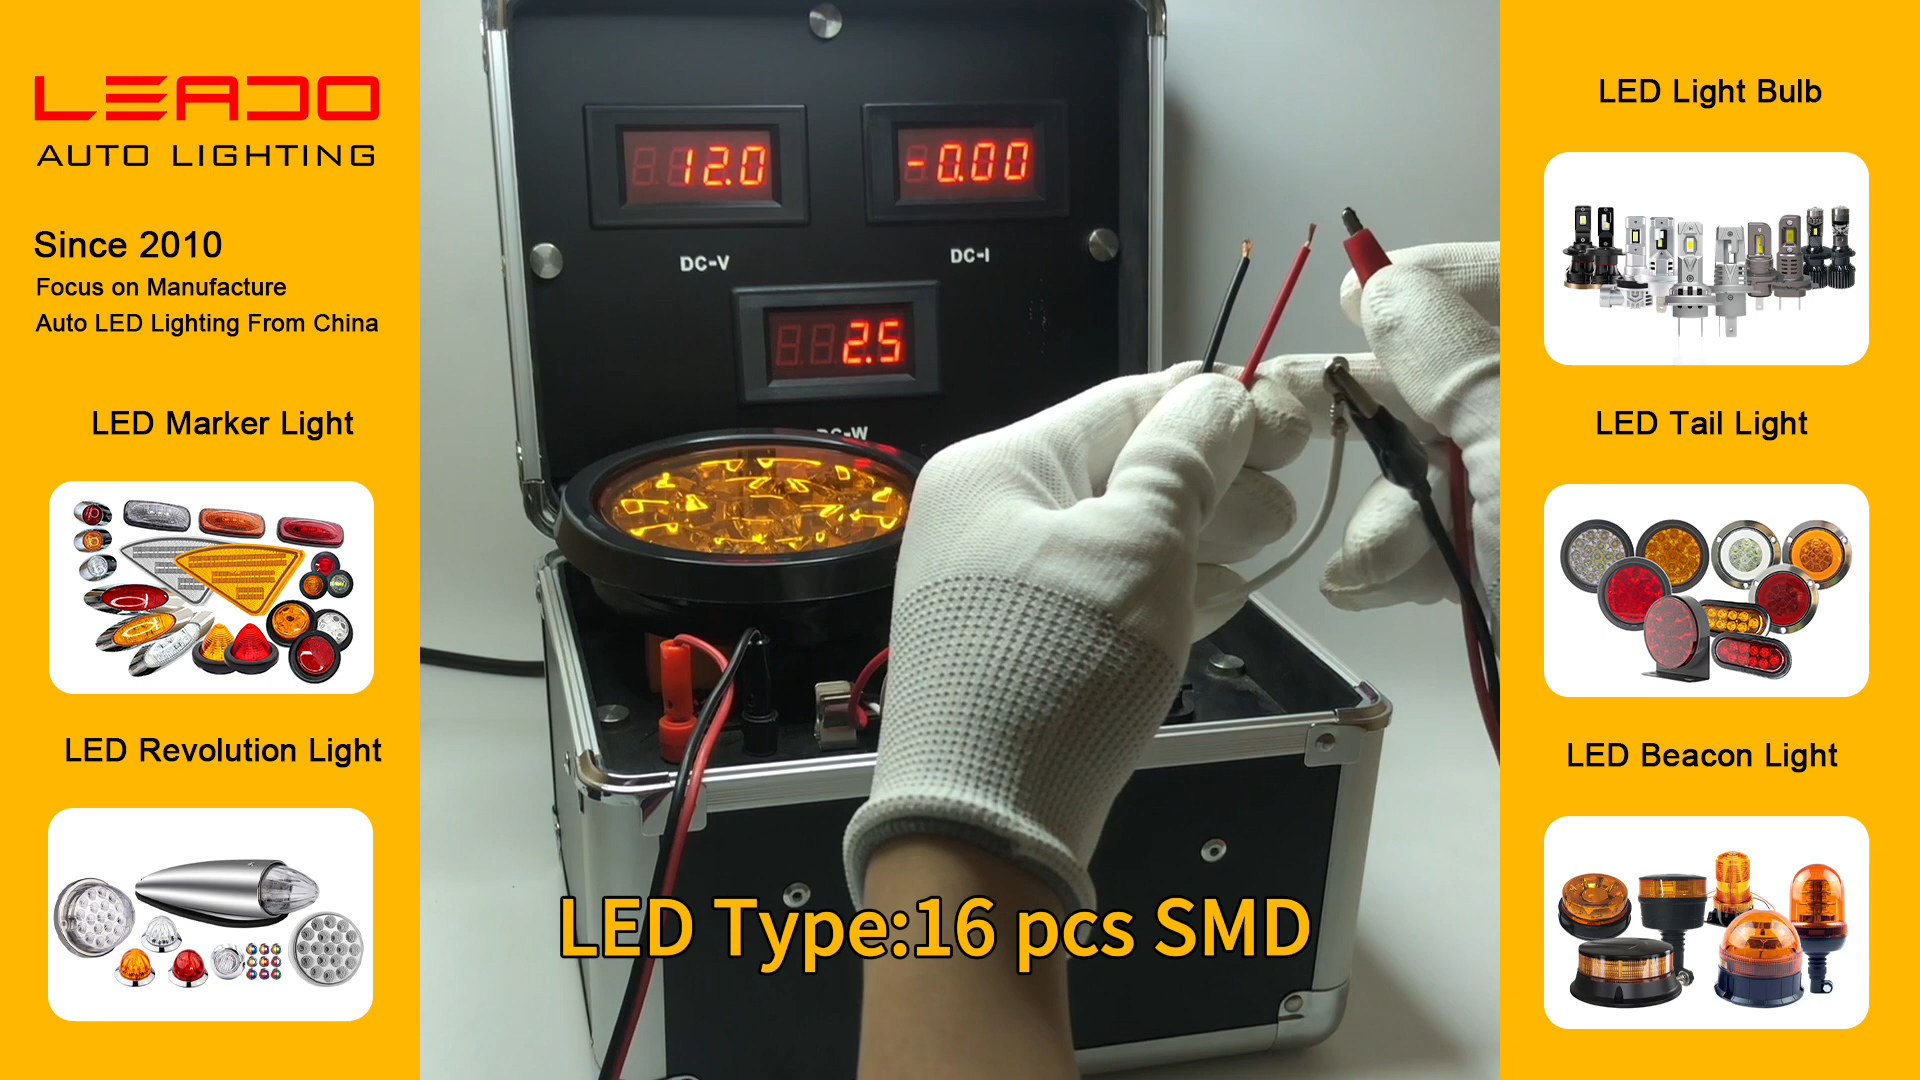 LEADO
AUTO LIGHTING
Since 2010
Focus on Manufacture
Auto LED Lighting From China
LED Marker Light
LED Revolution Light
12.0
-0.00
DC-V
DC-I
2.5
DC-W
LED Type:16 pcs SMD
LED Light Bulb
LED Tail Light
LED Beacon Light